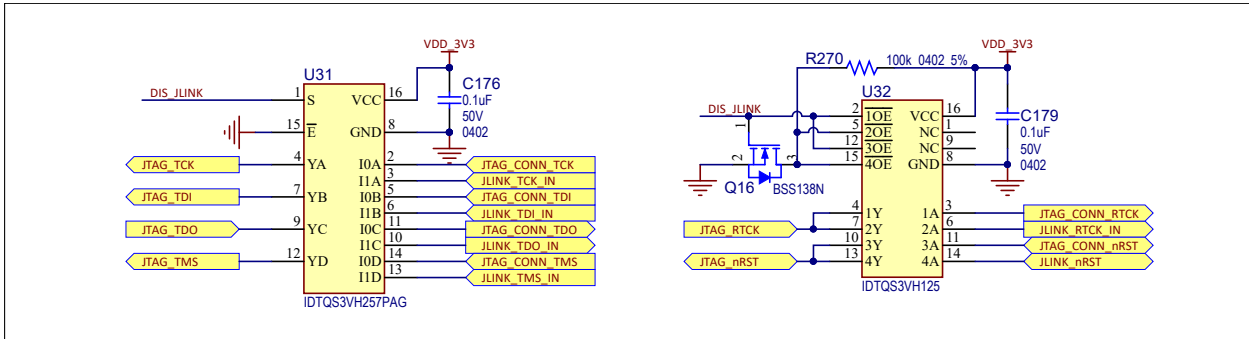 VDD_3V3
U31
C176
0.1uF
50V
0402
DIS_JLINK
1
S
VCC
16
15
E
GND
8
JTAG_TCK
4
YA
I0A
2
JTAG_CONN_TCK
I1A
3
JLINK_TCK_IN
JTAG_TDI
7
YB
I0B
5
JTAG_CONN_TDI
I1B
6
JLINK_TDI_IN
JTAG_TDO
9
YC
I0C
11
JTAG_CONN_TDO
I1C
10
JLINK_TDO_IN
JTAG_TMS
12
YD
I0D
14
JTAG_CONN_TMS
I1D
13
JLINK_TMS_IN
IDTQS3VH257PAG
VDD_3V3
R270
100k 0402 5%
U32
C179
0.1uF
50V
0402
DIS_JLINK
2
1OE
VCC
16
5
2OE
NC
1
12
3OE
NC
9
15
4OE
GND
8
1
2
3
Q16
BSS138N
4
1Y
1A
3
JTAG_CONN_RTCK
JTAG_RTCK
7
2Y
2A
6
JLINK_RTCK_IN
10
3Y
3A
11
JTAG_CONN_nRST
JTAG_nRST
13
4Y
4A
14
JLINK_nRST
IDTQS3VH125